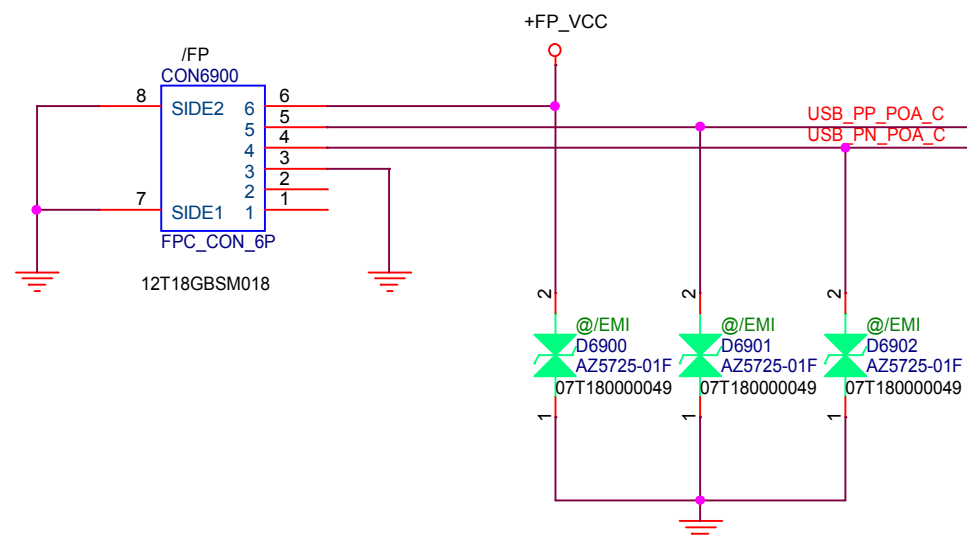 +FP_VCC
/FP
CON6900
8 SIDE2 6 6
5 5
4 4
3 3
2 2
7 SIDE1 1 1
FPC_CON_6P
12T18GBSM018
USB_PP_POA_C
USB_PN_POA_C
2 2 2
@/EMI @/EMI @/EMI
D6900 D6901 D6902
AZ5725-01F AZ5725-01F AZ5725-01F
07T180000049 07T180000049 07T180000049
1 1 1